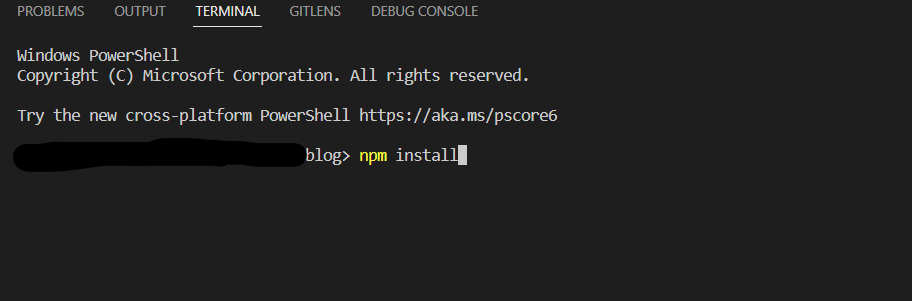 PROBLEMS OUTPUT TERMINAL GITLENS DEBUG CONSOLE
Windows PowerShell
Copyright (C) Microsoft Corporation. All rights reserved.
Try the new cross-platform PowerShell https://aka.ms/pscore6
blog> npm install